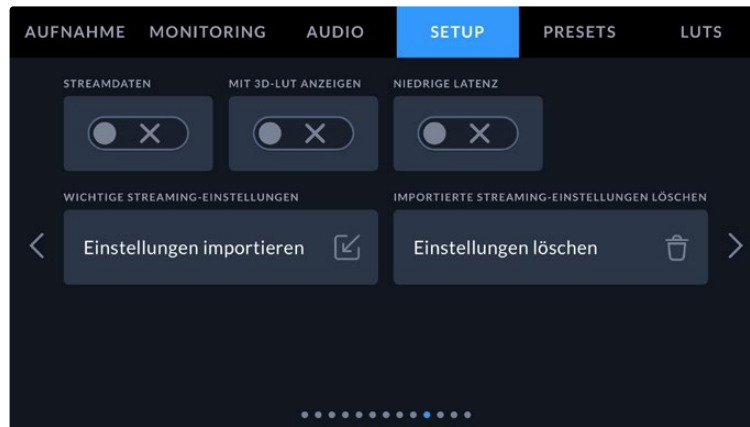 AUFNAHME MONITORING AUDIO SETUP PRESETS LUTS
STREAMDATEN MIT 3D-LUT ANZEIGEN NIEDRIGE LATENZ
WICHTIGE STREAMING-EINSTELLUNGEN IMPORTIERTE STREAMING-EINSTELLUNGEN LÖSCHEN
Einstellungen importieren Einstellungen löschen